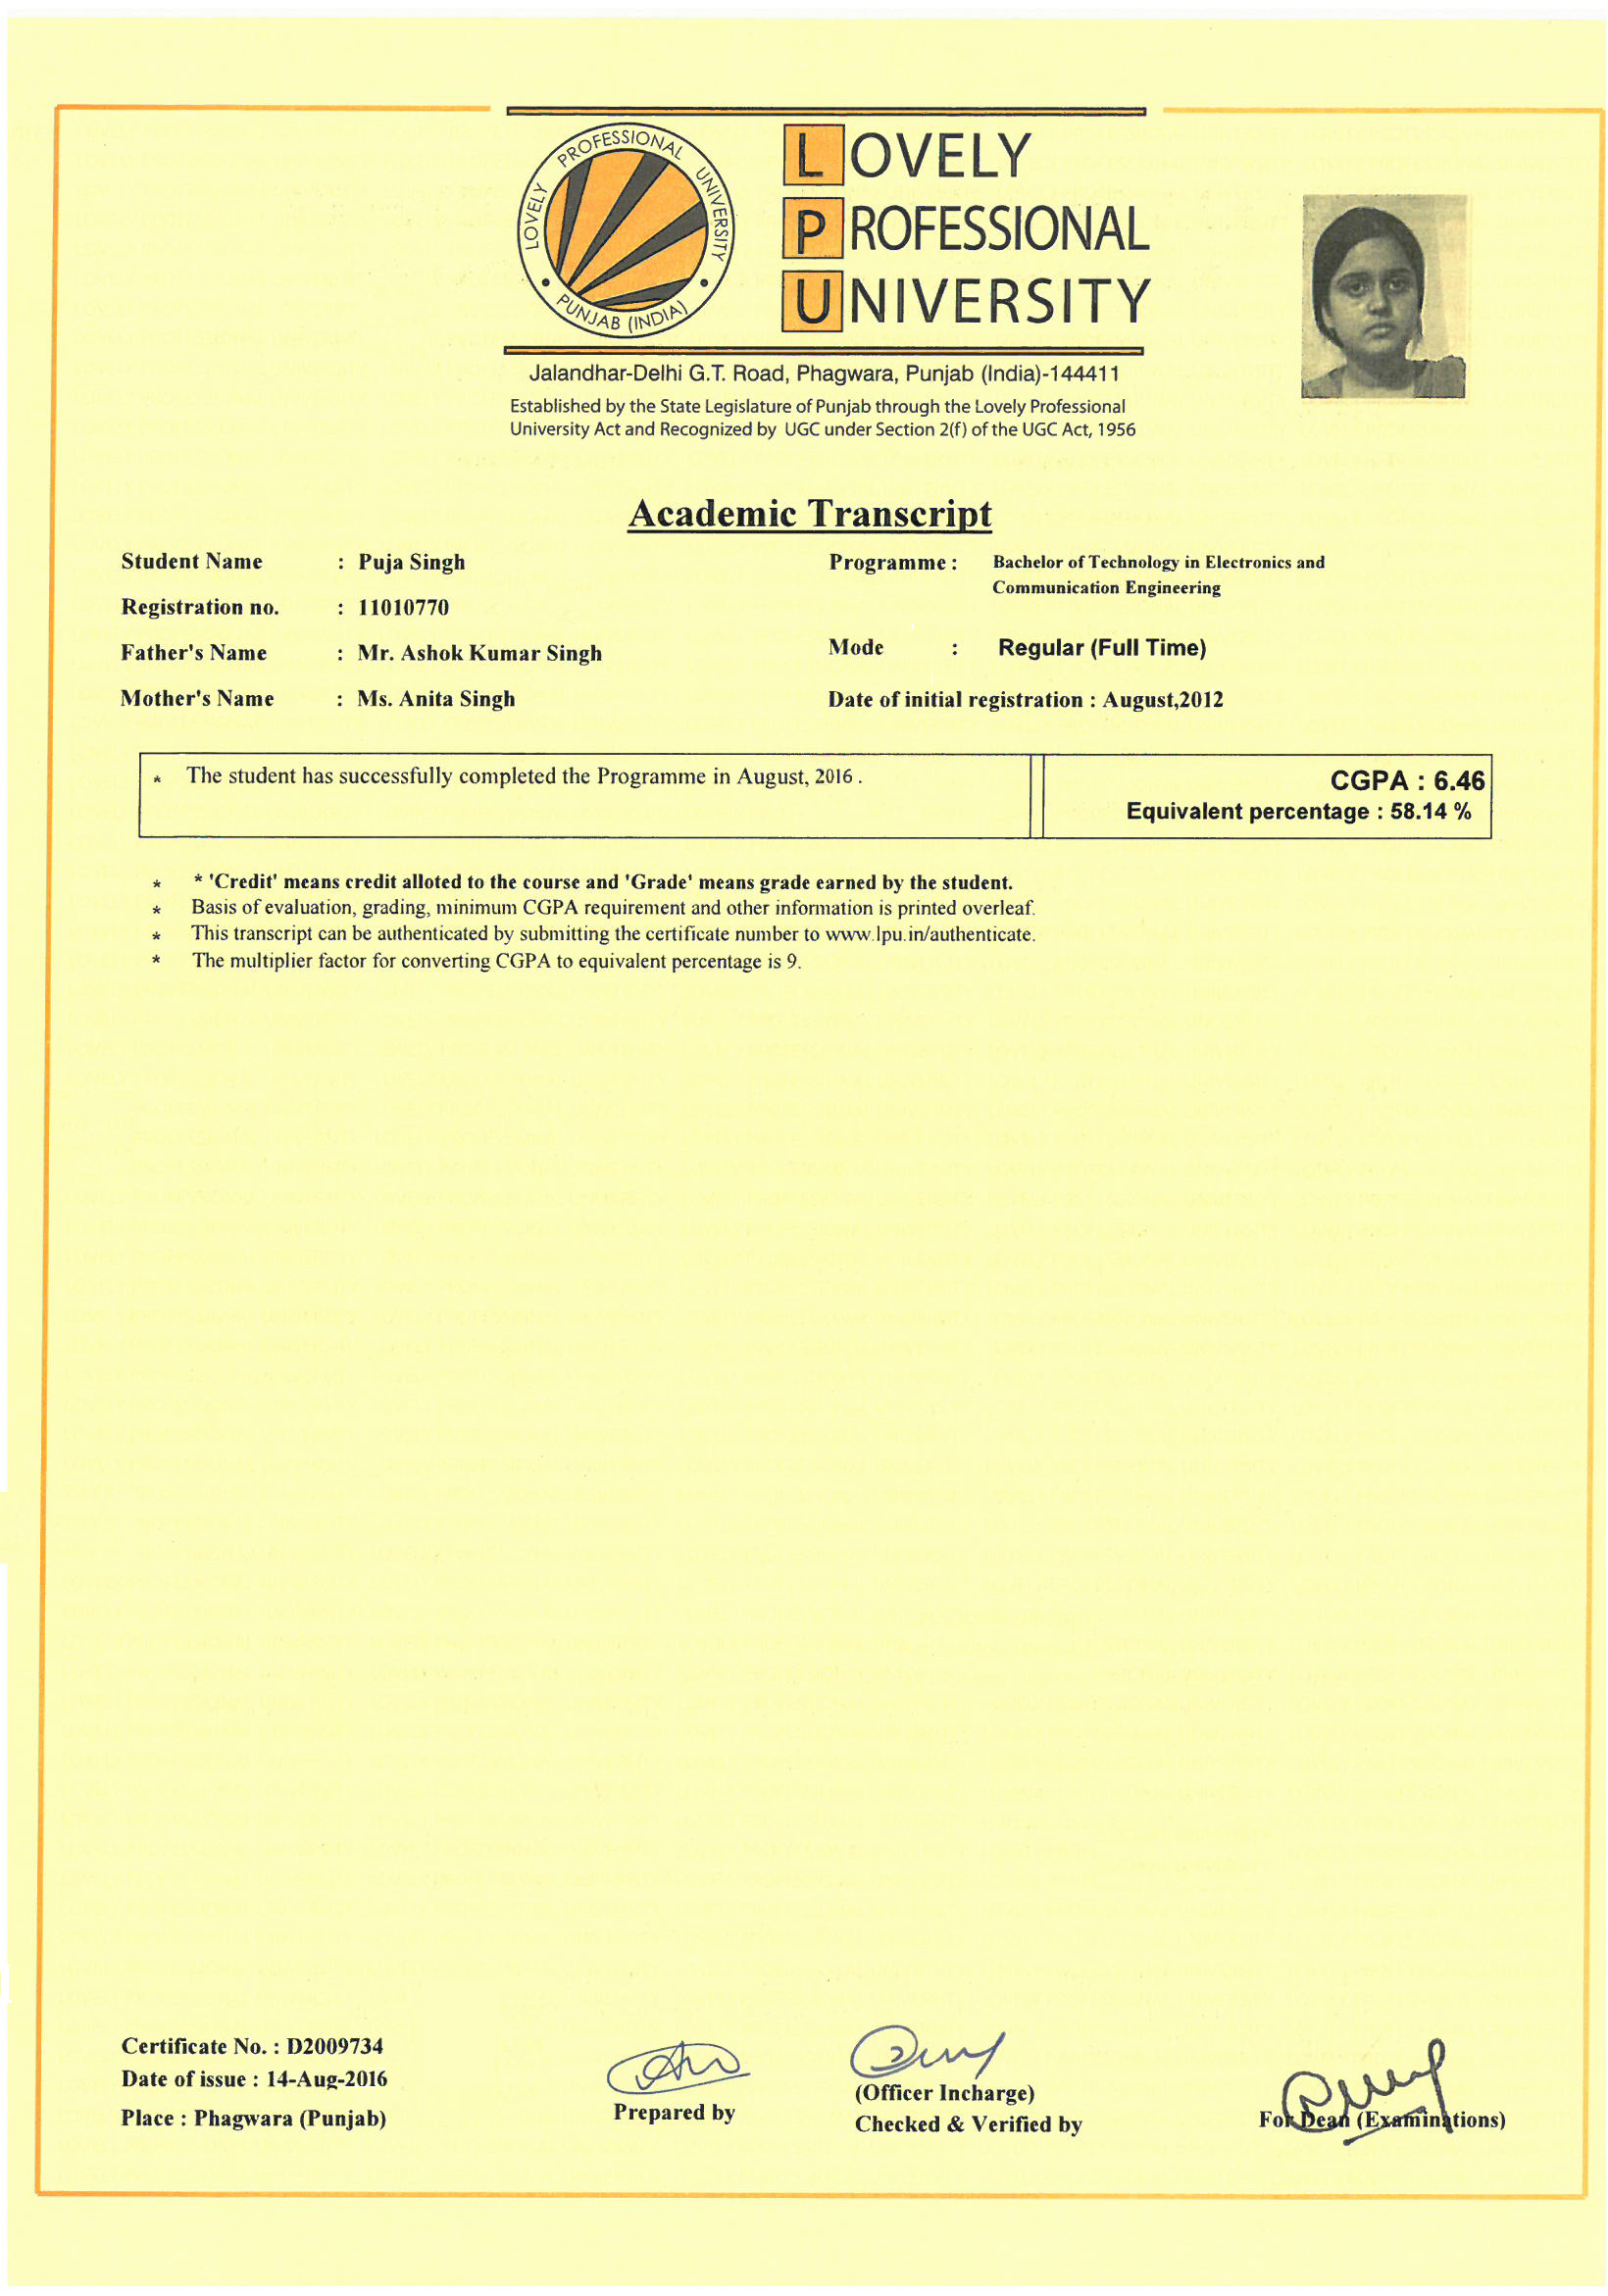 LOVELY PROFESSIONAL UNIVERSITY
PUNJAB (INDIA)
LOVELY
PROFESSIONAL
UNIVERSITY
Jalandhar-Delhi G.T. Road, Phagwara, Punjab (India)-144411
Established by the State Legislature of Punjab through the Lovely Professional
University Act and Recognized by UGC under Section 2(f) of the UGC Act, 1956
Academic Transcript
Student Name : Puja Singh
Programme : Bachelor of Technology in Electronics and
Communication Engineering
Registration no. : 11010770
Father's Name : Mr. Ashok Kumar Singh
Mode : Regular (Full Time)
Mother's Name : Ms. Anita Singh
Date of initial registration : August,2012
* The student has successfully completed the Programme in August, 2016 .
CGPA : 6.46
Equivalent percentage : 58.14 %
* * 'Credit' means credit alloted to the course and 'Grade' means grade earned by the student.
* Basis of evaluation, grading, minimum CGPA requirement and other information is printed overleaf.
* This transcript can be authenticated by submitting the certificate number to www.lpu.in/authenticate.
* The multiplier factor for converting CGPA to equivalent percentage is 9.
Certificate No. : D2009734
Date of issue : 14-Aug-2016
Place : Phagwara (Punjab)
Prepared by
(Officer Incharge)
Checked & Verified by
For Dean (Examinations)